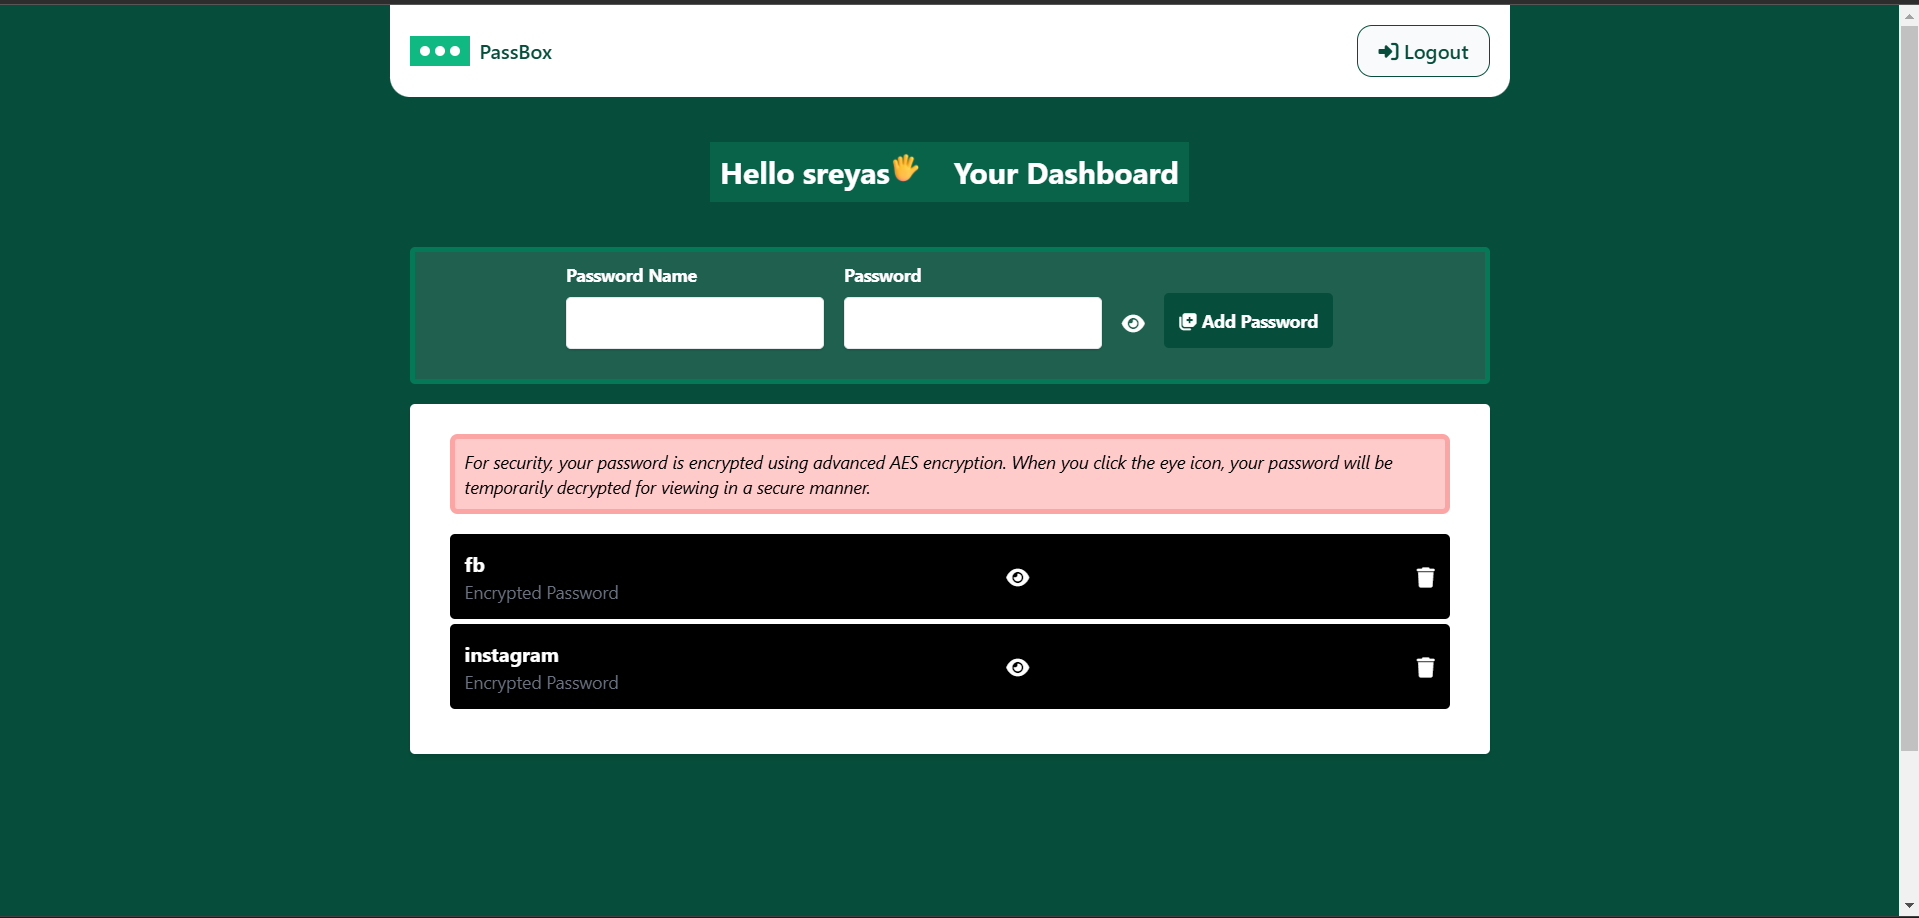 PassBox
Logout
Hello sreyas🖐 Your Dashboard
Password Name
Password
Add Password
For security, your password is encrypted using advanced AES encryption. When you click the eye icon, your password will be
temporarily decrypted for viewing in a secure manner.
fb
Encrypted Password
instagram
Encrypted Password